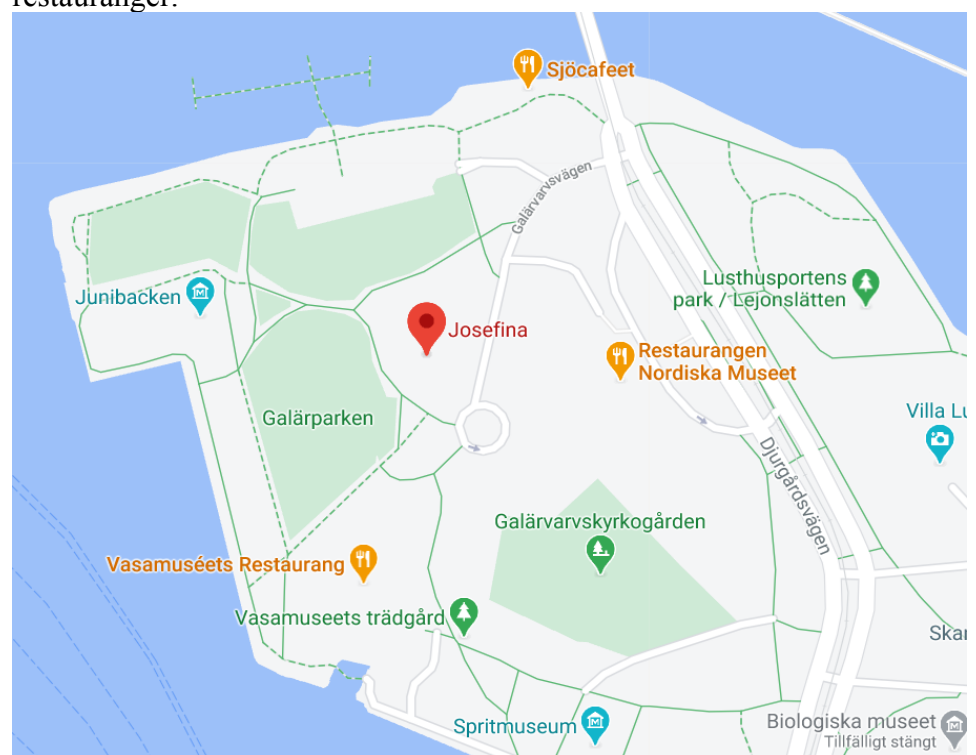 restauranger.
Sjöcafeet
Galärvarvsvägen
Lusthusportens
park / Lejonslätten
Junibacken
Josefina
Restaurangen
Nordiska Museet
Galärparken
Villa Lu
Djurgårdsvägen
Galärvarvskyrkogården
Vasamuséets Restaurang
Vasamuseets trädgård
Skan
Spritmuseum
Biologiska museet
Tillfälligt stängt